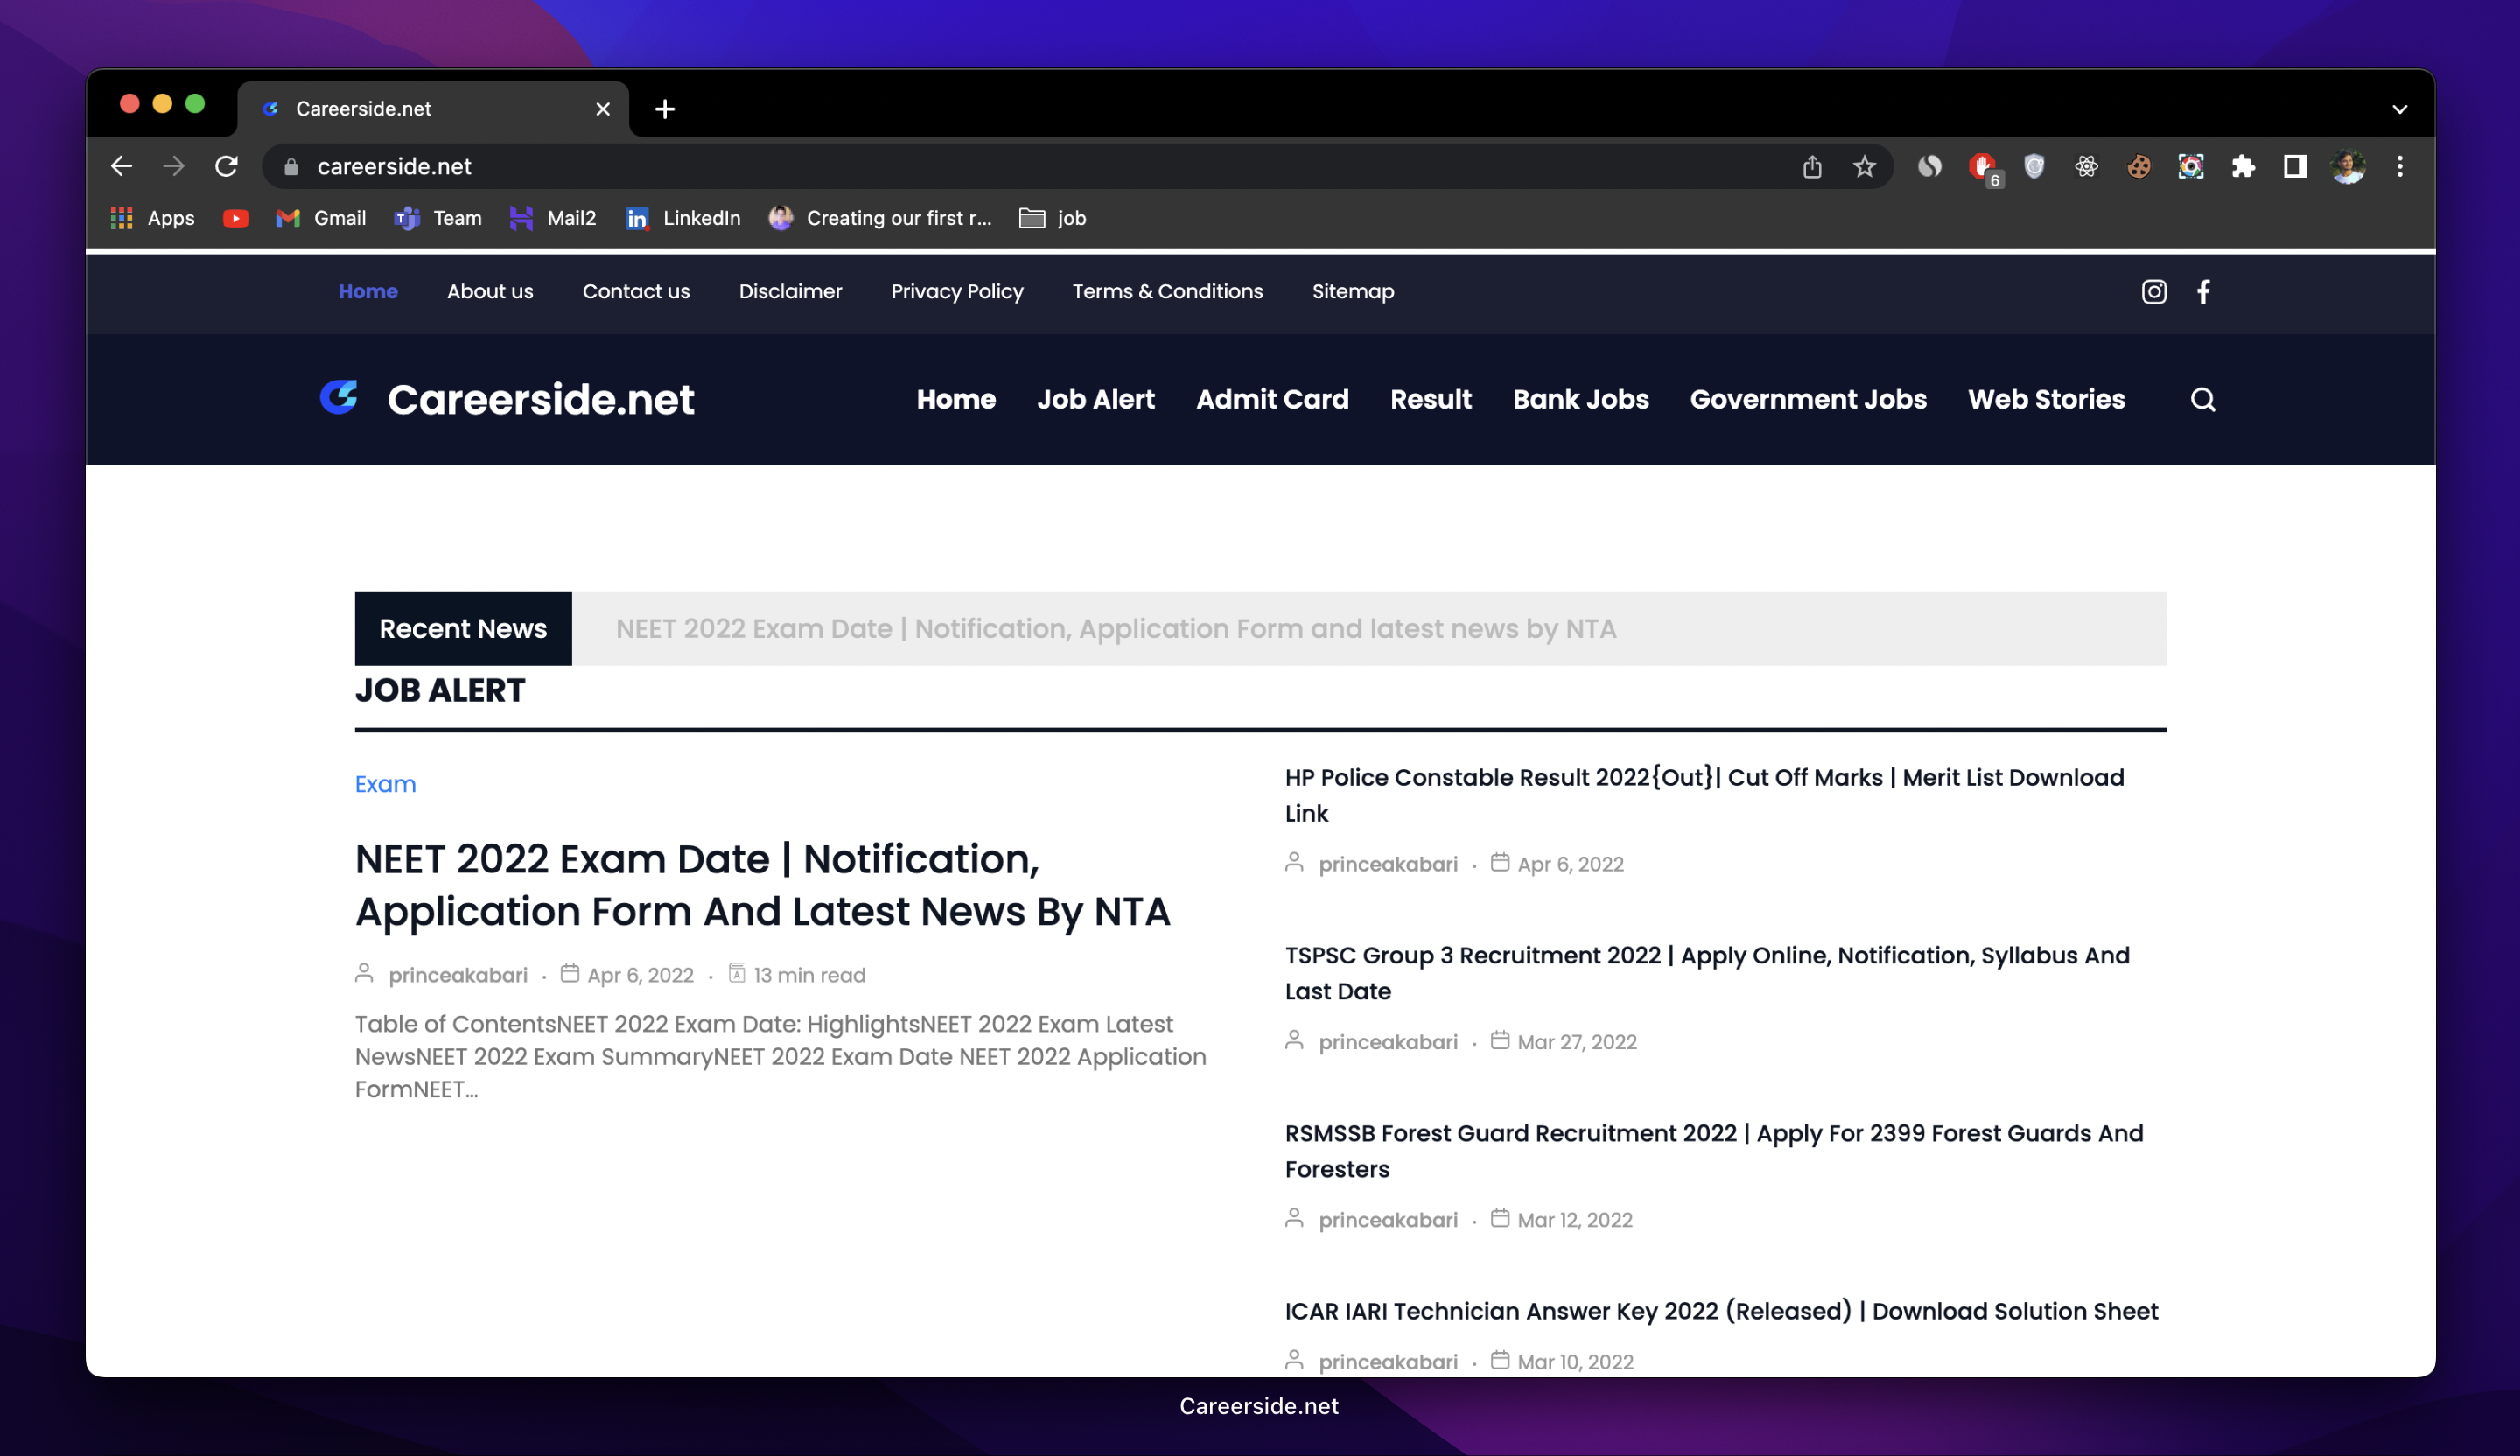 Careerside.net
careerside.net
6
Apps
Gmail
Team
Mail2
LinkedIn
Creating our first r...
job
Home
About us
Contact us
Disclaimer
Privacy Policy
Terms & Conditions
Sitemap
Careerside.net
Home
Job Alert
Admit Card
Result
Bank Jobs
Government Jobs
Web Stories
Recent News
NEET 2022 Exam Date | Notification, Application Form and latest news by NTA
JOB ALERT
Exam
NEET 2022 Exam Date | Notification,
Application Form And Latest News By NTA
princeakabari · Apr 6, 2022 · 13 min read
Table of ContentsNEET 2022 Exam Date: HighlightsNEET 2022 Exam Latest
NewsNEET 2022 Exam SummaryNEET 2022 Exam Date NEET 2022 Application
FormNEET...
HP Police Constable Result 2022{Out}| Cut Off Marks | Merit List Download
Link
princeakabari · Apr 6, 2022
TSPSC Group 3 Recruitment 2022 | Apply Online, Notification, Syllabus And
Last Date
princeakabari · Mar 27, 2022
RSMSSB Forest Guard Recruitment 2022 | Apply For 2399 Forest Guards And
Foresters
princeakabari · Mar 12, 2022
ICAR IARI Technician Answer Key 2022 (Released) | Download Solution Sheet
princeakabari · Mar 10, 2022
Careerside.net